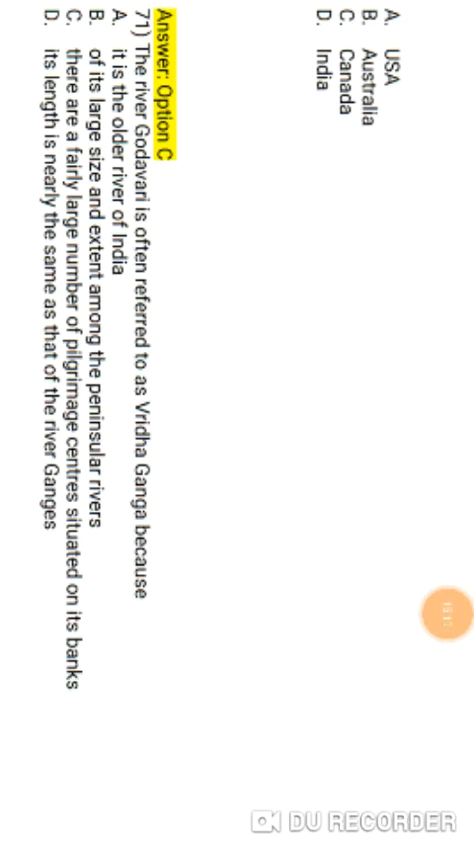 A. USA
B. Australia
C. Canada
D. India
Answer: Option C
71) The river Godavari is often referred to as Vridha Ganga because
A. it is the older river of India
B. of its large size and extent among the peninsular rivers
C. there are a fairly large number of pilgrimage centres situated on its banks
D. its length is nearly the same as that of the river Ganges
DU RECORDER